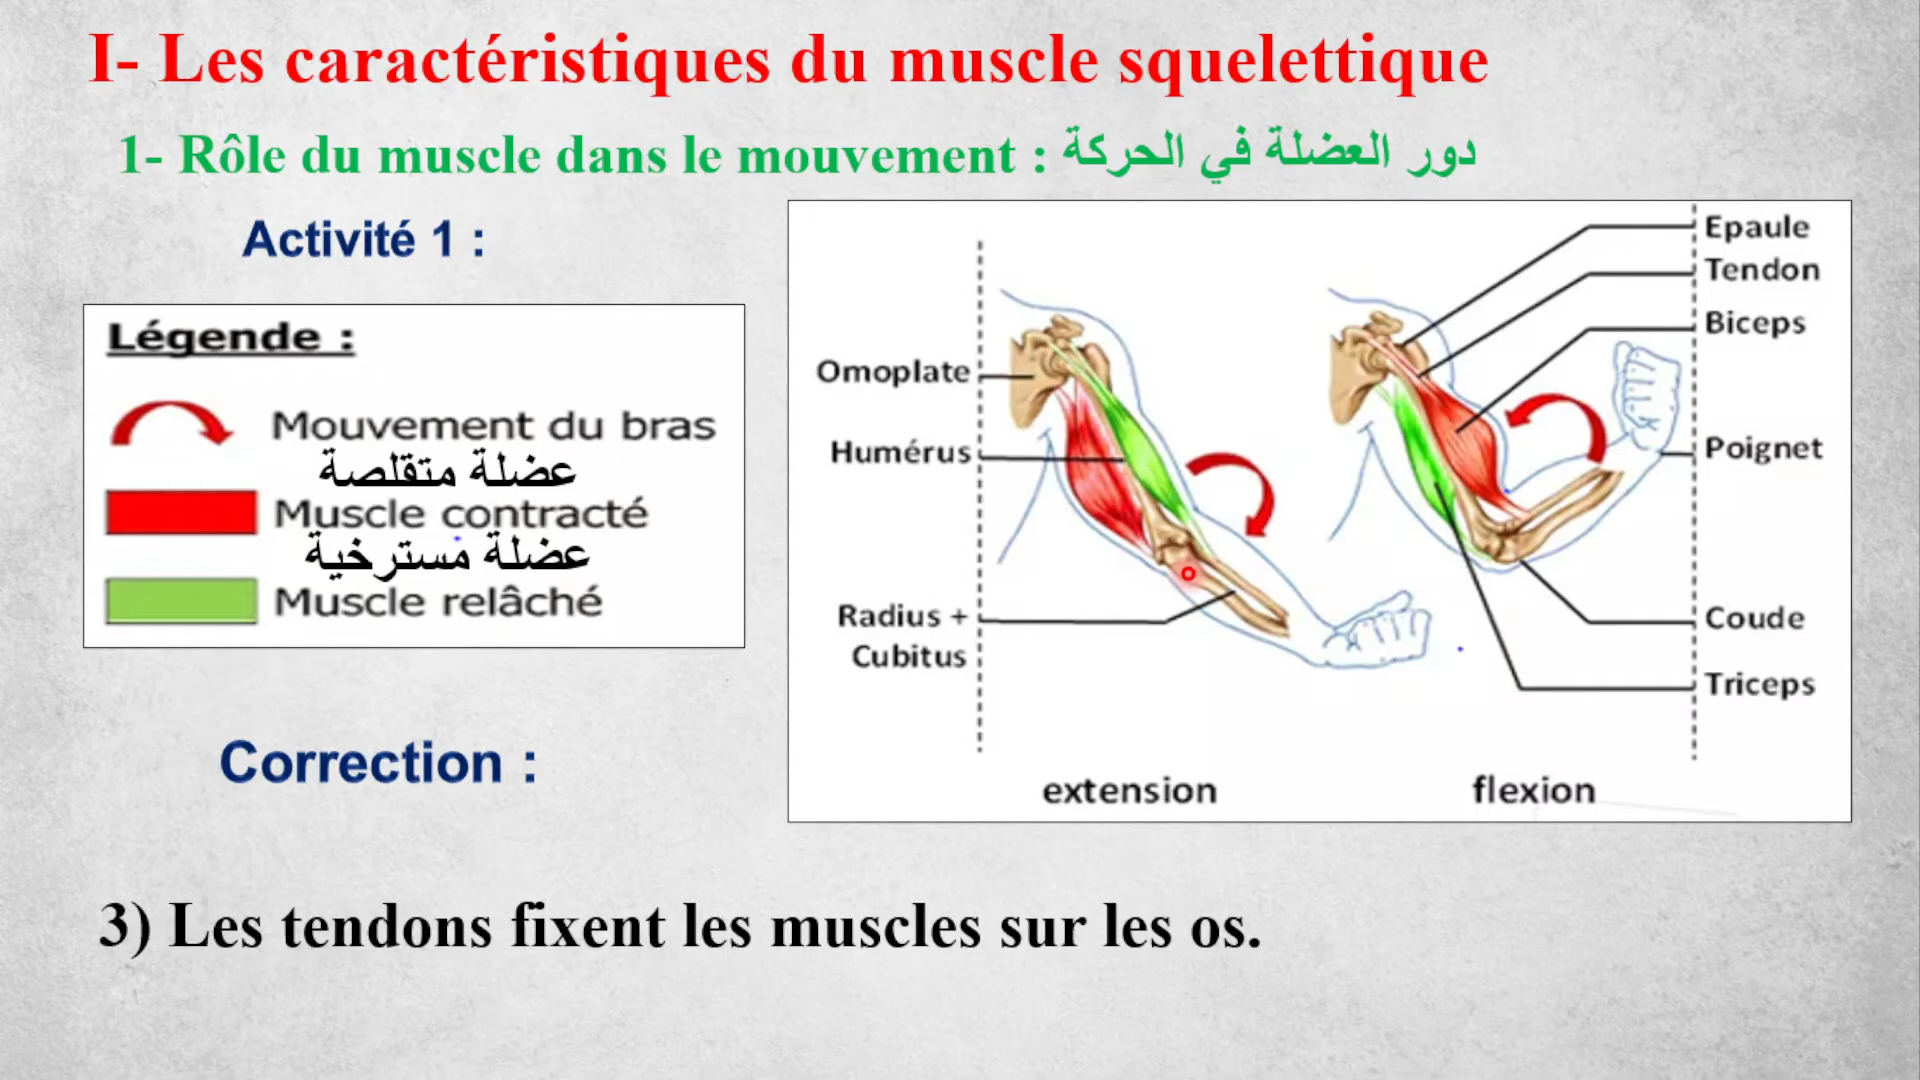 I- Les caractéristiques du muscle squelettique
1- Rôle du muscle dans le mouvement : دور العضلة في الحركة
Activité 1 :
Légende :
Mouvement du bras
عضلة متقلصة
Muscle contracté
عضلة مسترخية
Muscle relâché
Omoplate
Humérus
Radius +
Cubitus
Epaule
Tendon
Biceps
Poignet
Coude
Triceps
extension
flexion
Correction :
3) Les tendons fixent les muscles sur les os.